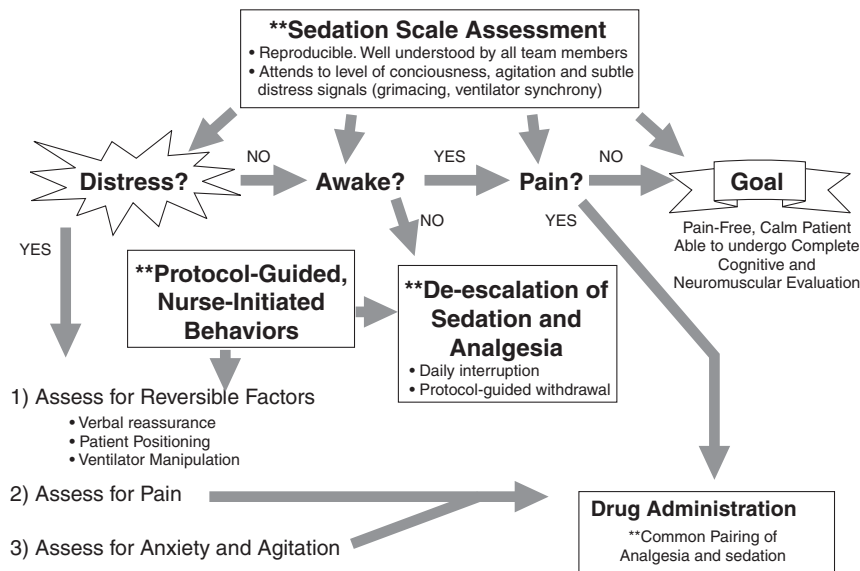 **Sedation Scale Assessment
• Reproducible. Well understood by all team members
• Attends to level of conciousness, agitation and subtle
distress signals (grimacing, ventilator synchrony)
Distress?
NO
Awake?
YES
Pain?
NO
Goal
YES
NO
YES
Pain-Free, Calm Patient
Able to undergo Complete
Cognitive and
Neuromuscular Evaluation
**Protocol-Guided,
Nurse-Initiated
Behaviors
**De-escalation of
Sedation and
Analgesia
• Daily interruption
• Protocol-guided withdrawal
1) Assess for Reversible Factors
• Verbal reassurance
• Patient Positioning
• Ventilator Manipulation
2) Assess for Pain
3) Assess for Anxiety and Agitation
Drug Administration
**Common Pairing of
Analgesia and sedation